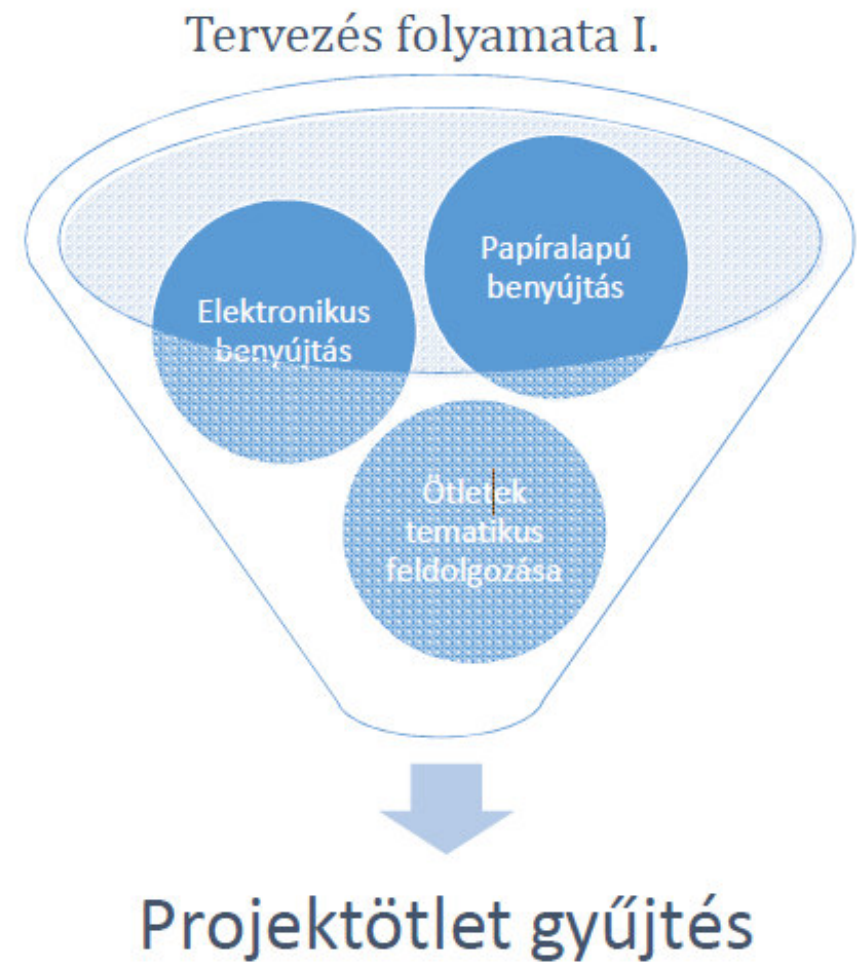 Tervezés folyamata I.
Papíralapú
benyújtás
Elektronikus
benyújtás
Ötletek
tematikus
feldolgozása
Projektötlet gyűjtés